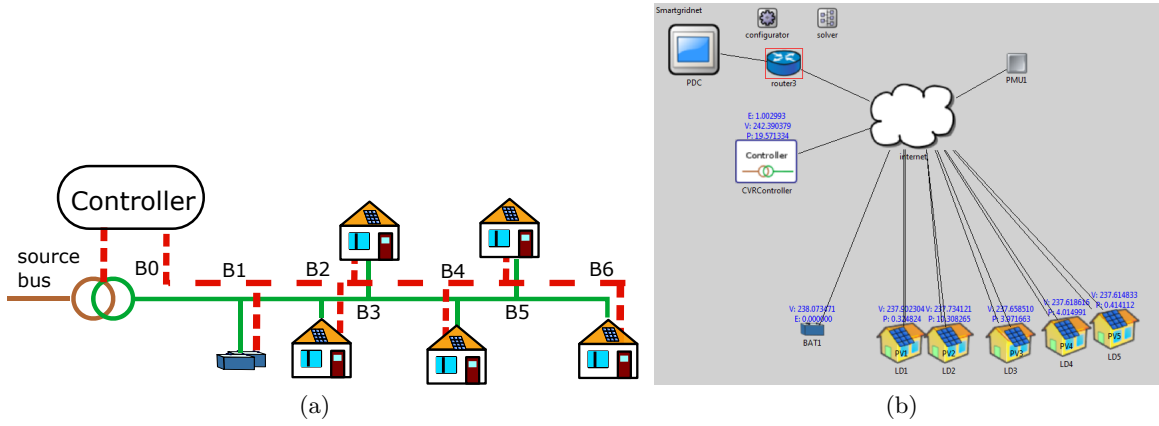 Controller
source
bus
B0
B1
B2
B3
B4
B5
B6
(a)
Smartgridnet
configurator
solver
PDC
router3
PMU1
internet
E: 1.002993
V: 242.390379
P: 19.571334
Controller
CVRController
V: 238.073471
E: 0.000000
BAT1
V: 237.902304
P: 0.324824
PV1
LD1
V: 237.734121
P: 10.308265
PV2
LD2
V: 237.658510
P: 3.971663
PV3
LD3
V: 237.618616
P: 4.014991
PV4
LD4
V: 237.614833
P: 0.414112
PV5
LD5
(b)